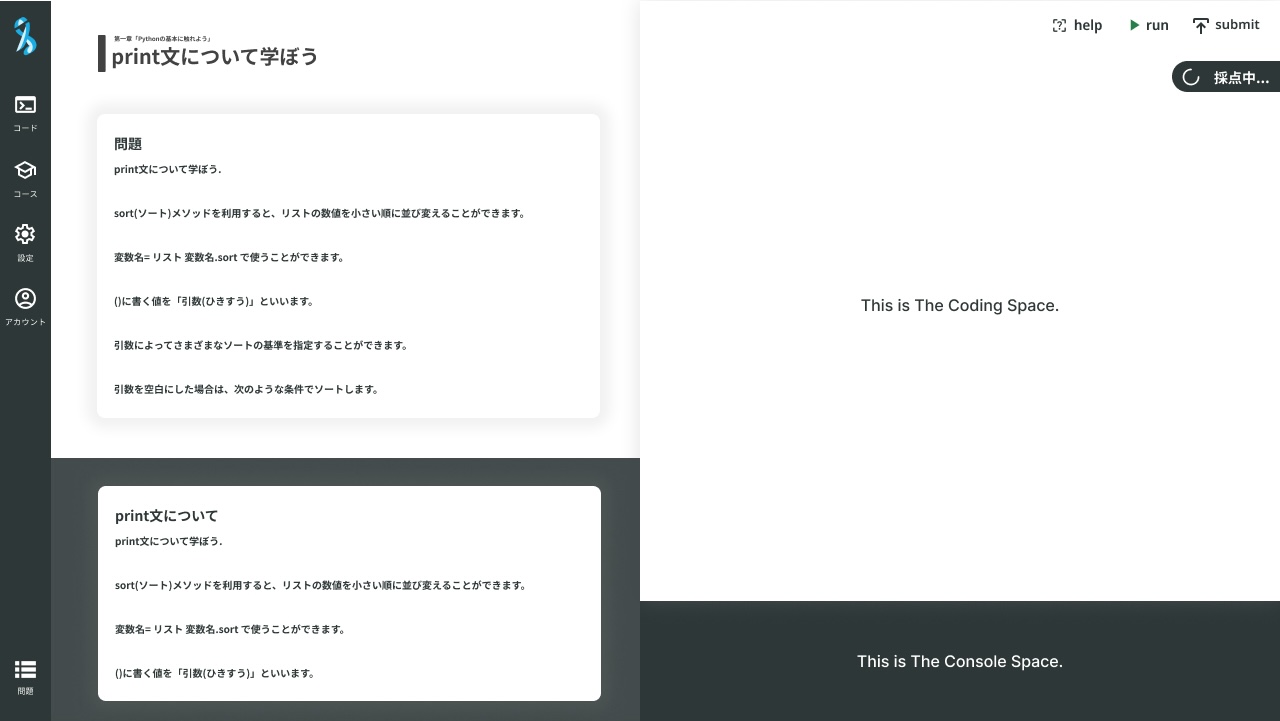 コード
コース
設定
アカウント
問題
第一章「Pythonの基本に触れよう」
print文について学ぼう
問題
print文について学ぼう.
sort(ソート)メソッドを利用すると、リストの数値を小さい順に並び変えることができます。
変数名= リスト 変数名.sort で使うことができます。
()に書く値を「引数(ひきすう)」といいます。
引数によってさまざまなソートの基準を指定することができます。
引数を空白にした場合は、次のような条件でソートします。
print文について
print文について学ぼう.
sort(ソート)メソッドを利用すると、リストの数値を小さい順に並び変えることができます。
変数名= リスト 変数名.sort で使うことができます。
()に書く値を「引数(ひきすう)」といいます。
help
run
submit
採点中...
This is The Coding Space.
This is The Console Space.